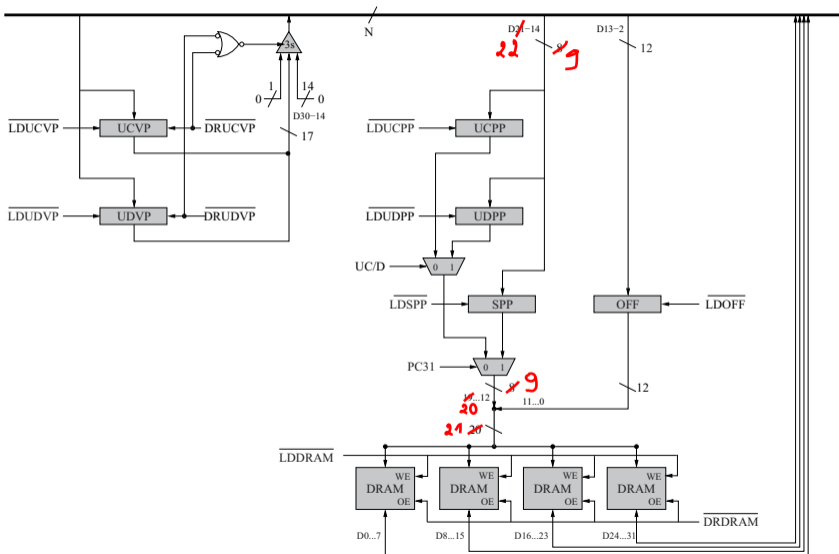 N
D21−14
22
8
9
D13−2
12
3s
1
0
14
0
D30−14
17
LDUCVP
UCVP
DRUCVP
LDUCPP
UCPP
LDUDVP
UDVP
DRUDVP
LDUDPP
UDPP
UC/D
0 1
LDSPP
SPP
OFF
LDOFF
PC31
0 1
8
9
19...12
20
11...0
12
21
20
LDDRAM
WE
DRAM
OE
WE
DRAM
OE
WE
DRAM
OE
WE
DRAM
OE
DRDRAM
D0...7
D8...15
D16...23
D24...31